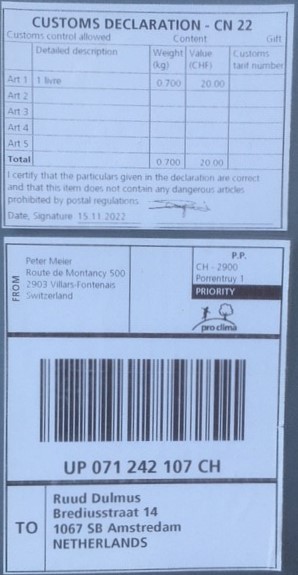 CUSTOMS DECLARATION - CN 22
Customs control allowed Content Gift
Detailed description Weight (kg) Value (CHF) Customs tarif number
Art 1 1 livre 0.700 20.00
Art 2
Art 3
Art 4
Art 5
Total 0.700 20.00
I certify that the particulars given in the declaration are correct
and that this item does not contain any dangerous articles
prohibited by postal regulations.
Date, Signature 15.11.2022
FROM
Peter Meier
Route de Montancy 500
2903 Villars-Fontenais
Switzerland
P.P.
CH - 2900
Porrentruy 1
PRIORITY
pro clima
UP 071 242 107 CH
TO
Ruud Dulmus
Brediusstraat 14
1067 SB Amstredam
NETHERLANDS